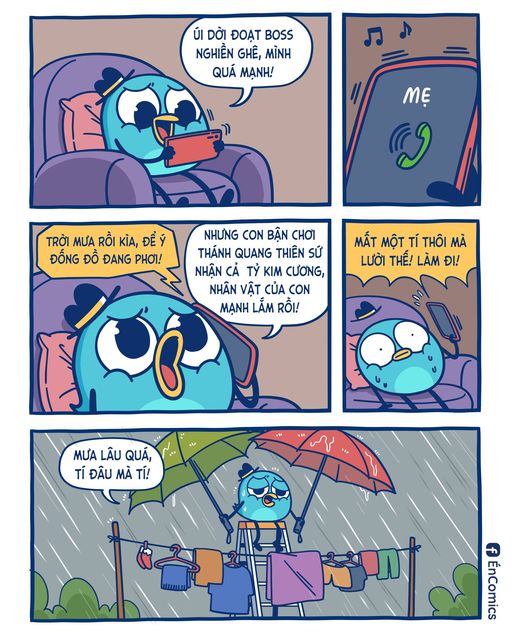 ÚI DỜI ĐOẠT BOSS
NGHIỀN GHÊ, MÌNH
QUÁ MẠNH!
MẸ
TRỜI MƯA RỒI KÌA, ĐỂ Ý
ĐỐNG ĐỒ ĐANG PHƠI!
NHƯNG CON BẬN CHƠI
THÁNH QUANG THIÊN SỨ
NHẬN CẢ TỶ KIM CƯƠNG,
NHÂN VẬT CỦA CON
MẠNH LẮM RỒI!
MẤT MỘT TÍ THÔI MÀ
LƯỜI THẾ! LÀM ĐI!
MƯA LÂU QUÁ,
TÍ ĐÂU MÀ TÍ!
ÉnComics